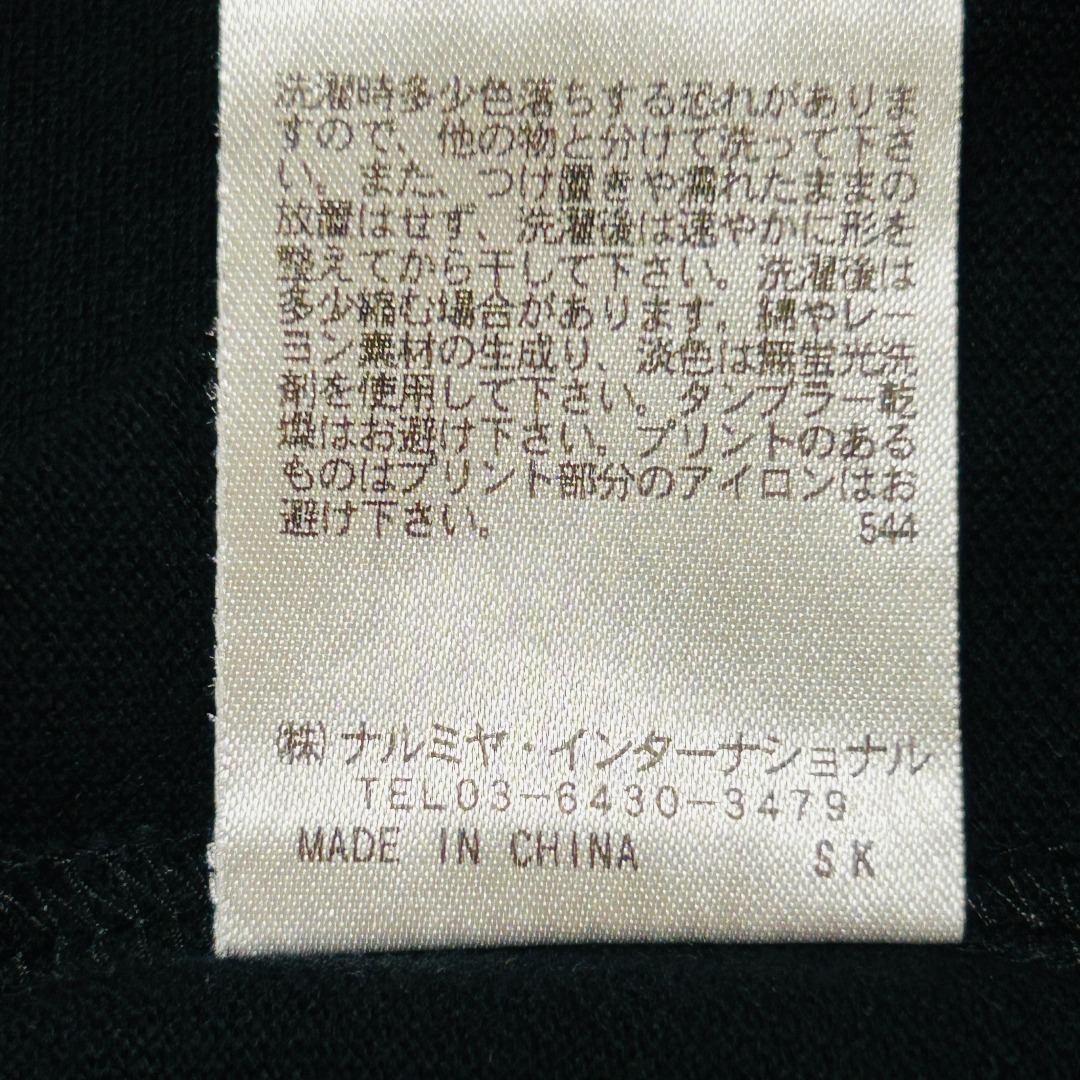 洗濯時多少色落ちする恐れがありま
すので、他の物と分けて洗って下さ
い。また、つけ置きや濡れたままの
放置はせず、洗濯後は速やかに形を
整えてから干して下さい。洗濯後は
多少縮む場合があります。綿やレー
ヨン素材の生成り、淡色は無蛍光洗
剤を使用して下さい。タンブラー乾
燥はお避け下さい。プリントのある
ものはプリント部分のアイロンはお
避け下さい。 544
㈱ナルミヤ・インターナショナル
TEL03-6430-3479
MADE IN CHINA SK